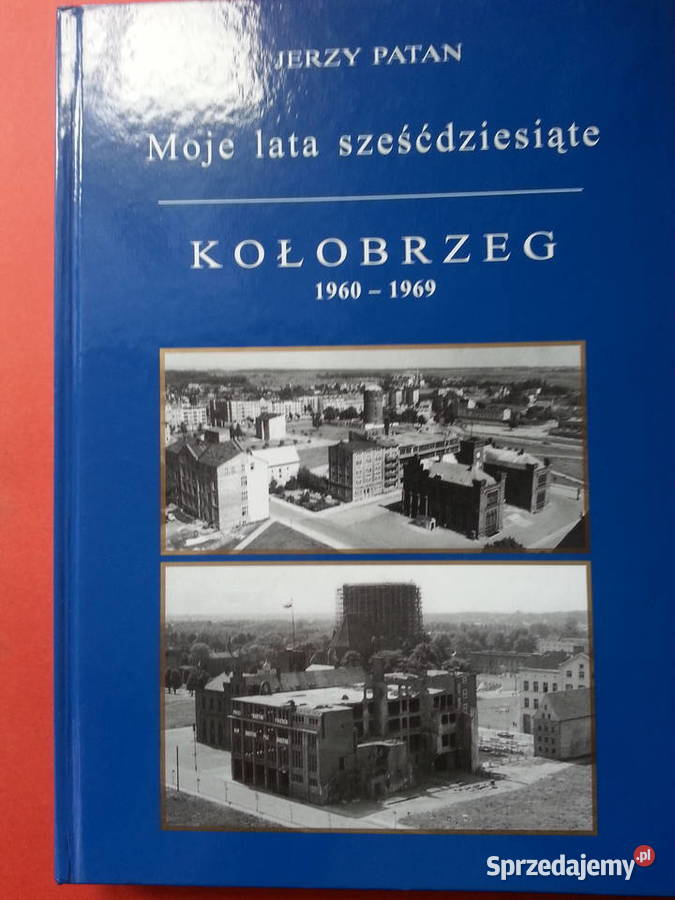 JERZY PATAN
Moje lata sześćdziesiąte
KOŁOBRZEG
1960 – 1969
Sprzedajemy.pl